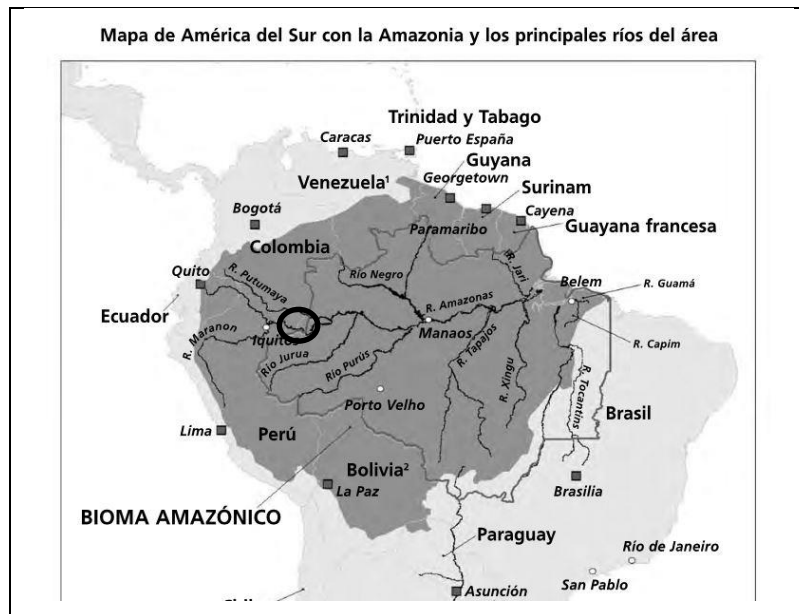 Mapa de América del Sur con la Amazonia y los principales ríos del área
Trinidad y Tabago
Caracas
Puerto España
Guyana
Georgetown
Venezuela¹
Surinam
Bogotá
Cayena
Paramaribo
Guayana francesa
Colombia
R. Jari
Quito
R. Putumaya
Río Negro
Belem
R. Guamá
Ecuador
R. Amazonas
R. Maranon
Iquitos
Manaos
R. Capim
Río Jurua
Río Purús
R. Tapajos
R. Xingu
R. Tocantins
Porto Velho
Brasil
Lima
Perú
Bolivia²
La Paz
Brasilia
BIOMA AMAZÓNICO
Paraguay
Río de Janeiro
San Pablo
Asunción